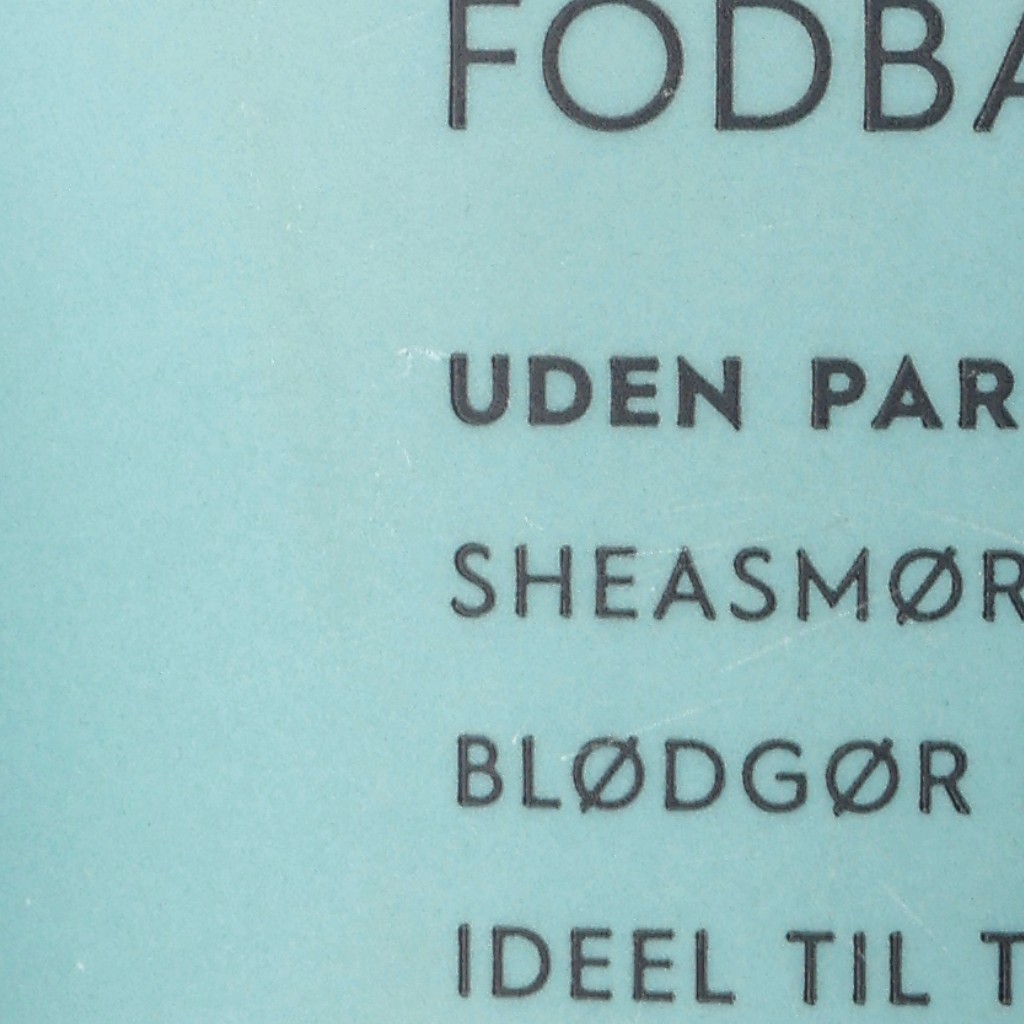 FODBA
UDEN PAR
SHEASMØR
BLØDGØR
IDEEL TIL T